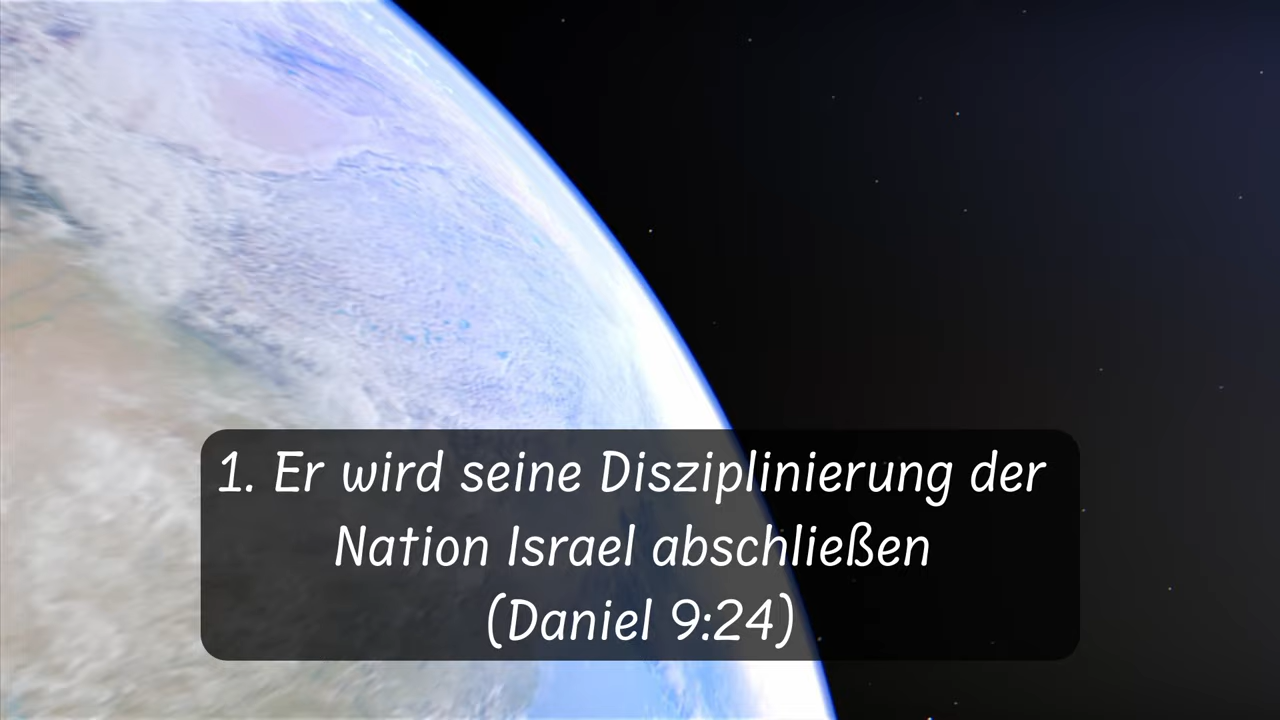 1. Er wird seine Disziplinierung der
Nation Israel abschließen
(Daniel 9:24)